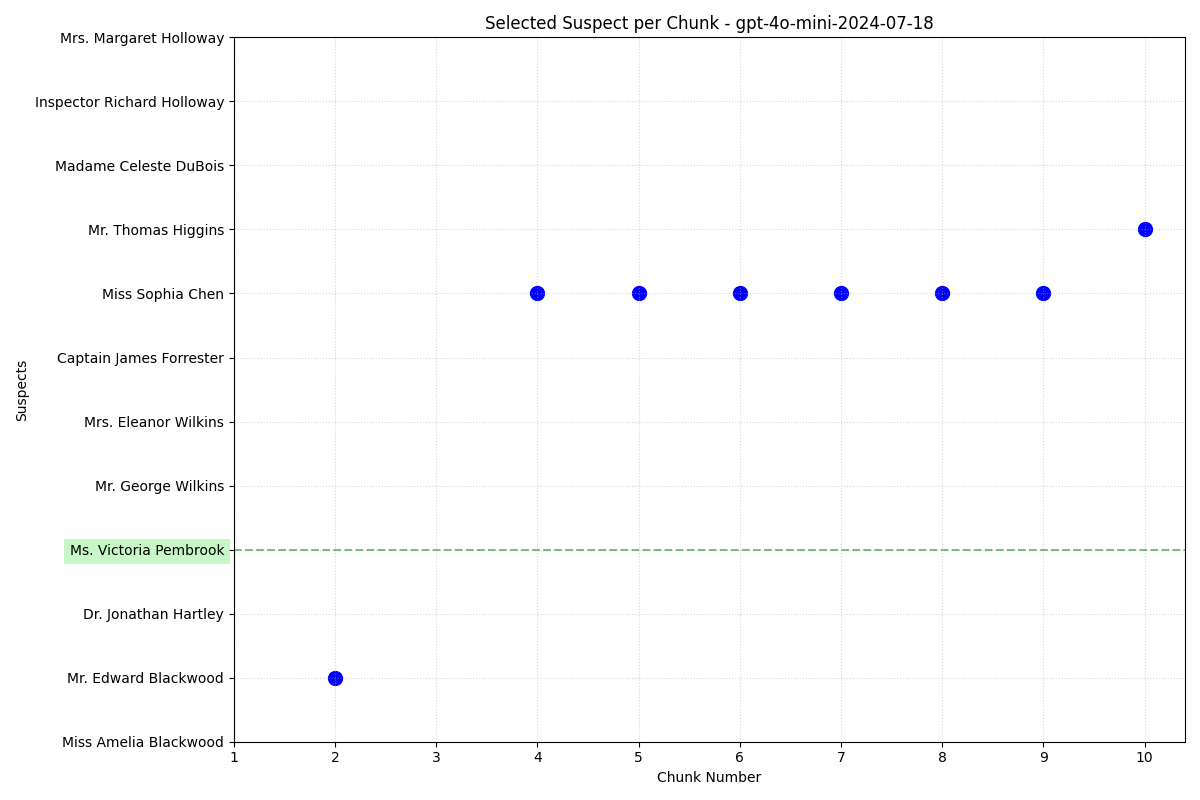 Selected Suspect per Chunk - gpt-4o-mini-2024-07-18
Mrs. Margaret Holloway
Inspector Richard Holloway
Madame Celeste DuBois
Mr. Thomas Higgins
Miss Sophia Chen
Captain James Forrester
Mrs. Eleanor Wilkins
Mr. George Wilkins
Ms. Victoria Pembrook
Dr. Jonathan Hartley
Mr. Edward Blackwood
Miss Amelia Blackwood
Suspects
1 2 3 4 5 6 7 8 9 10
Chunk Number